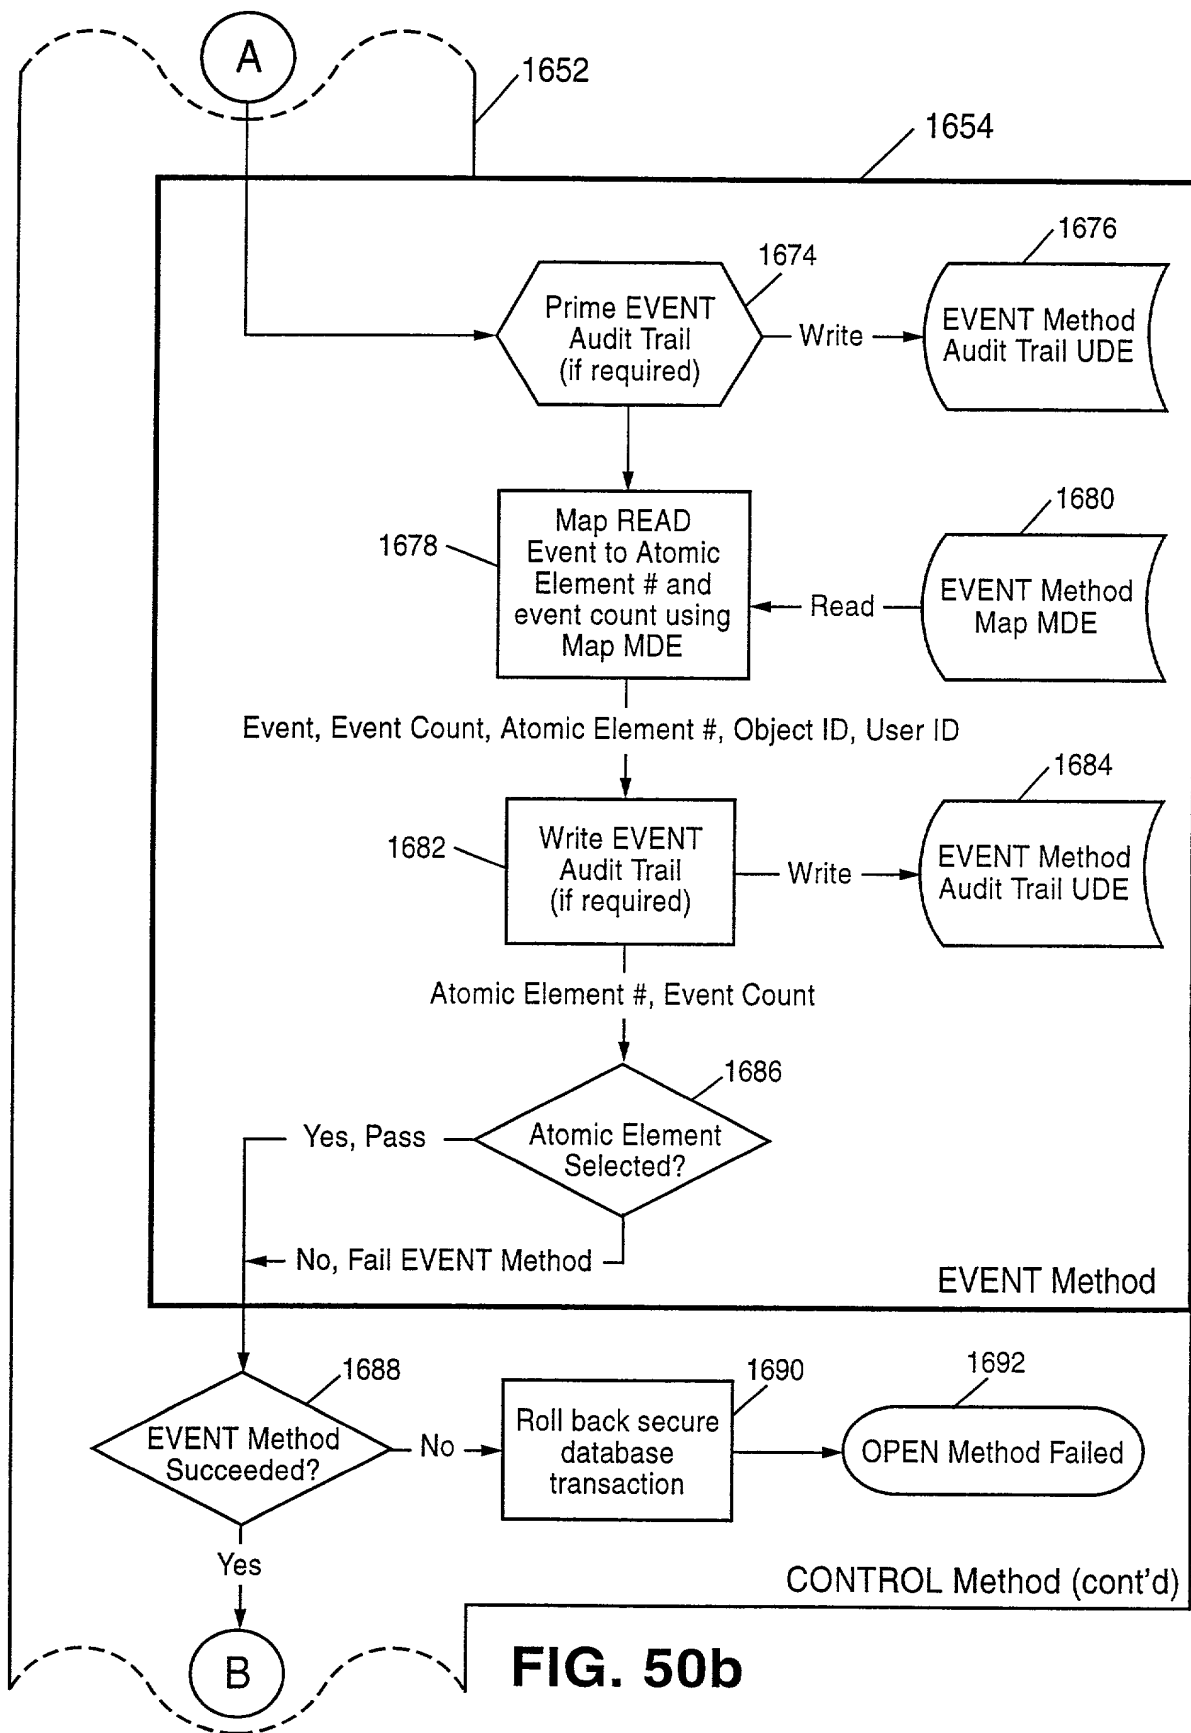 A
1652
1654
1674
1676
Prime EVENT
Audit Trail
(if required)
Write
EVENT Method
Audit Trail UDE
1678
Map READ
Event to Atomic
Element # and
event count using
Map MDE
Read
1680
EVENT Method
Map MDE
Event, Event Count, Atomic Element #, Object ID, User ID
1682
Write EVENT
Audit Trail
(if required)
Write
1684
EVENT Method
Audit Trail UDE
Atomic Element #, Event Count
1686
Yes, Pass
Atomic Element
Selected?
No, Fail EVENT Method
EVENT Method
1688
EVENT Method
Succeeded?
No
1690
Roll back secure
database
transaction
1692
OPEN Method Failed
Yes
CONTROL Method (cont'd)
B
FIG. 50b